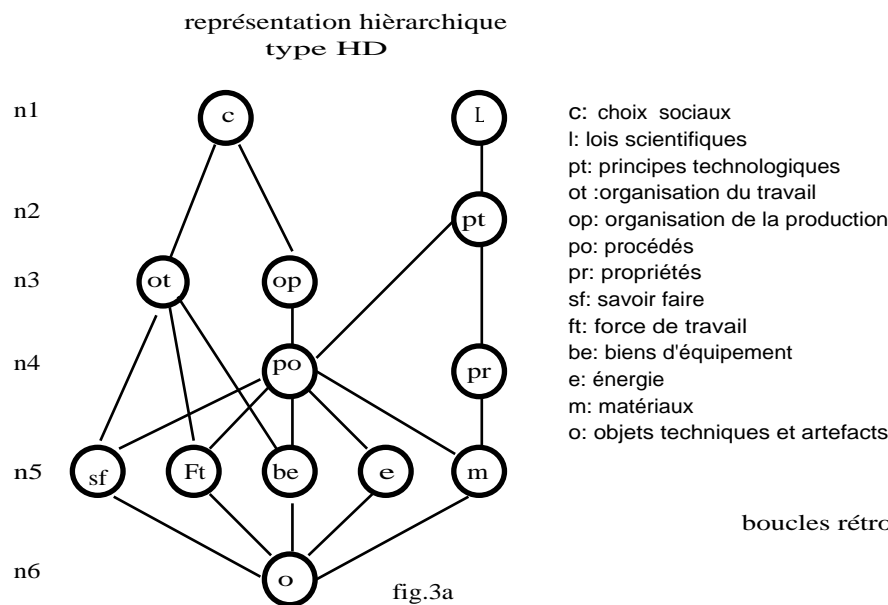 représentation hièrarchique
type HD
n1
c
L
n2
pt
n3
ot
op
n4
po
pr
n5
sf
Ft
be
e
m
n6
o
fig.3a
c: choix sociaux
l: lois scientifiques
pt: principes technologiques
ot :organisation du travail
op: organisation de la production
po: procédés
pr: propriétés
sf: savoir faire
ft: force de travail
be: biens d'équipement
e: énergie
m: matériaux
o: objets techniques et artefacts
boucles rétro